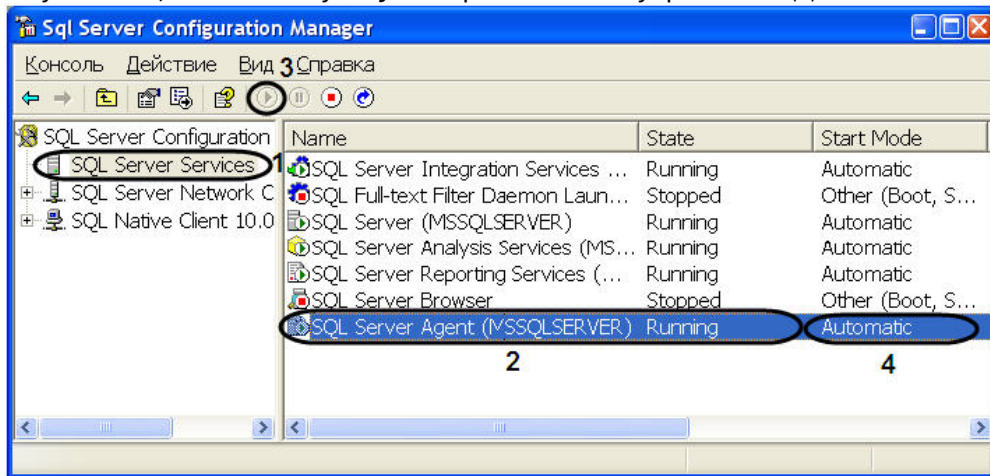 Sql Server Configuration Manager
Консоль Действие Вид 3 Справка
SQL Server Configuration
SQL Server Services 1
SQL Server Network C
SQL Native Client 10.0
Name State Start Mode
SQL Server Integration Services ... Running Automatic
SQL Full-text Filter Daemon Laun... Stopped Other (Boot, S...
SQL Server (MSSQLSERVER) Running Automatic
SQL Server Analysis Services (MS... Running Automatic
SQL Server Reporting Services (... Running Automatic
SQL Server Browser Stopped Other (Boot, S...
SQL Server Agent (MSSQLSERVER) Running Automatic
2 4